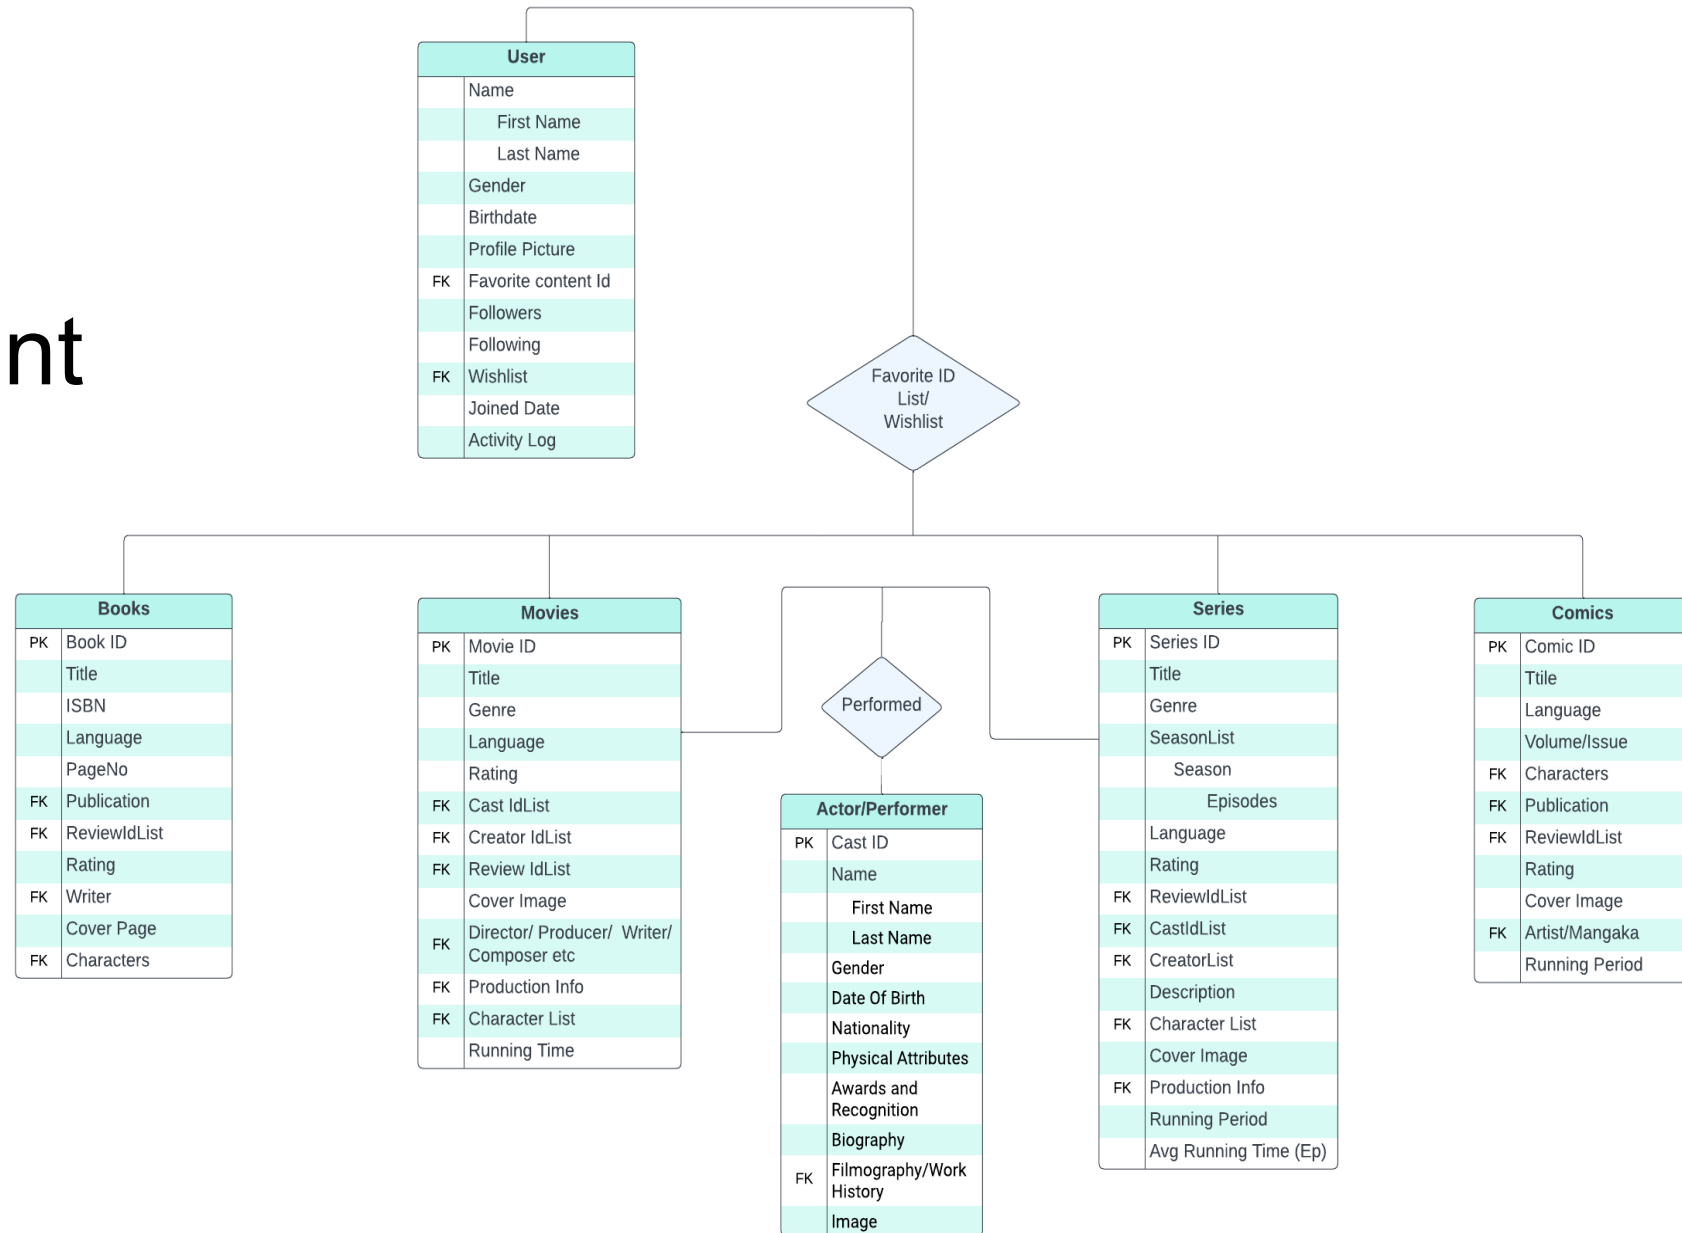 nt
User
Name
First Name
Last Name
Gender
Birthdate
Profile Picture
FK Favorite content Id
Followers
Following
FK Wishlist
Joined Date
Activity Log
Favorite ID
List/
Wishlist
Books
PK Book ID
Title
ISBN
Language
PageNo
FK Publication
FK ReviewIdList
Rating
FK Writer
Cover Page
FK Characters
Movies
PK Movie ID
Title
Genre
Language
Rating
FK Cast IdList
FK Creator IdList
FK Review IdList
Cover Image
FK Director/ Producer/ Writer/
Composer etc
FK Production Info
FK Character List
Running Time
Performed
Actor/Performer
PK Cast ID
Name
First Name
Last Name
Gender
Date Of Birth
Nationality
Physical Attributes
Awards and
Recognition
Biography
FK Filmography/Work
History
Image
Series
PK Series ID
Title
Genre
SeasonList
Season
Episodes
Language
Rating
FK ReviewIdList
FK CastIdList
FK CreatorList
Description
FK Character List
Cover Image
FK Production Info
Running Period
Avg Running Time (Ep)
Comics
PK Comic ID
Ttile
Language
Volume/Issue
FK Characters
FK Publication
FK ReviewIdList
Rating
Cover Image
FK Artist/Mangaka
Running Period